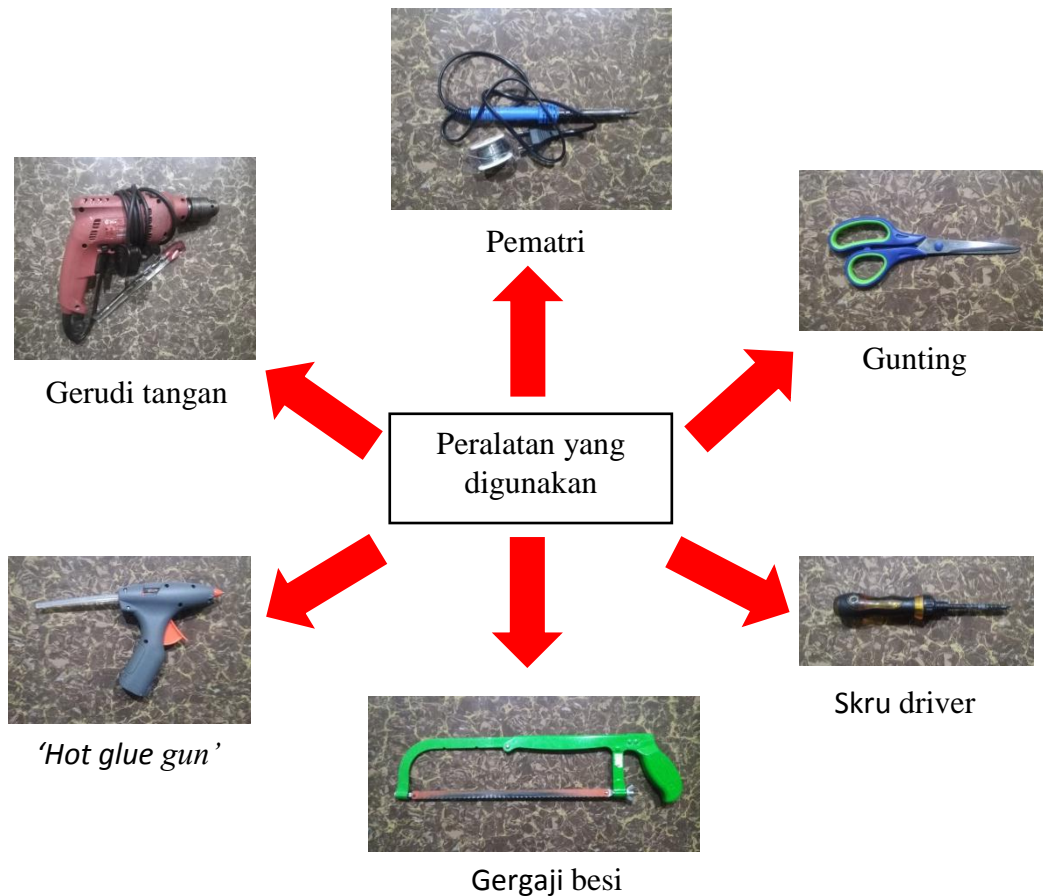 Pematri
Gunting
Gerudi tangan
Peralatan yang
digunakan
Skru driver
‘Hot glue gun’
Gergaji besi